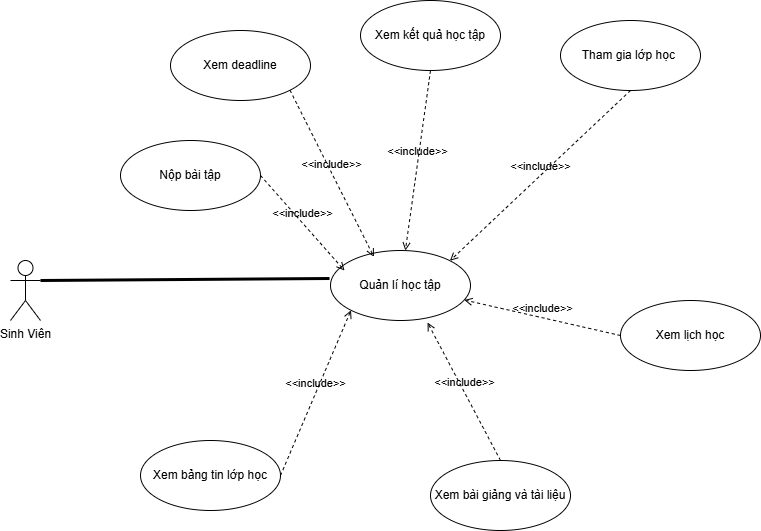 Xem kết quả học tập
Tham gia lớp học
Xem deadline
<<include>>
<<include>>
<<include>>
Nộp bài tập
<<include>>
Quản lí học tập
Sinh Viên
<<include>>
Xem lịch học
<<include>>
<<include>>
Xem bảng tin lớp học
Xem bài giảng và tài liệu